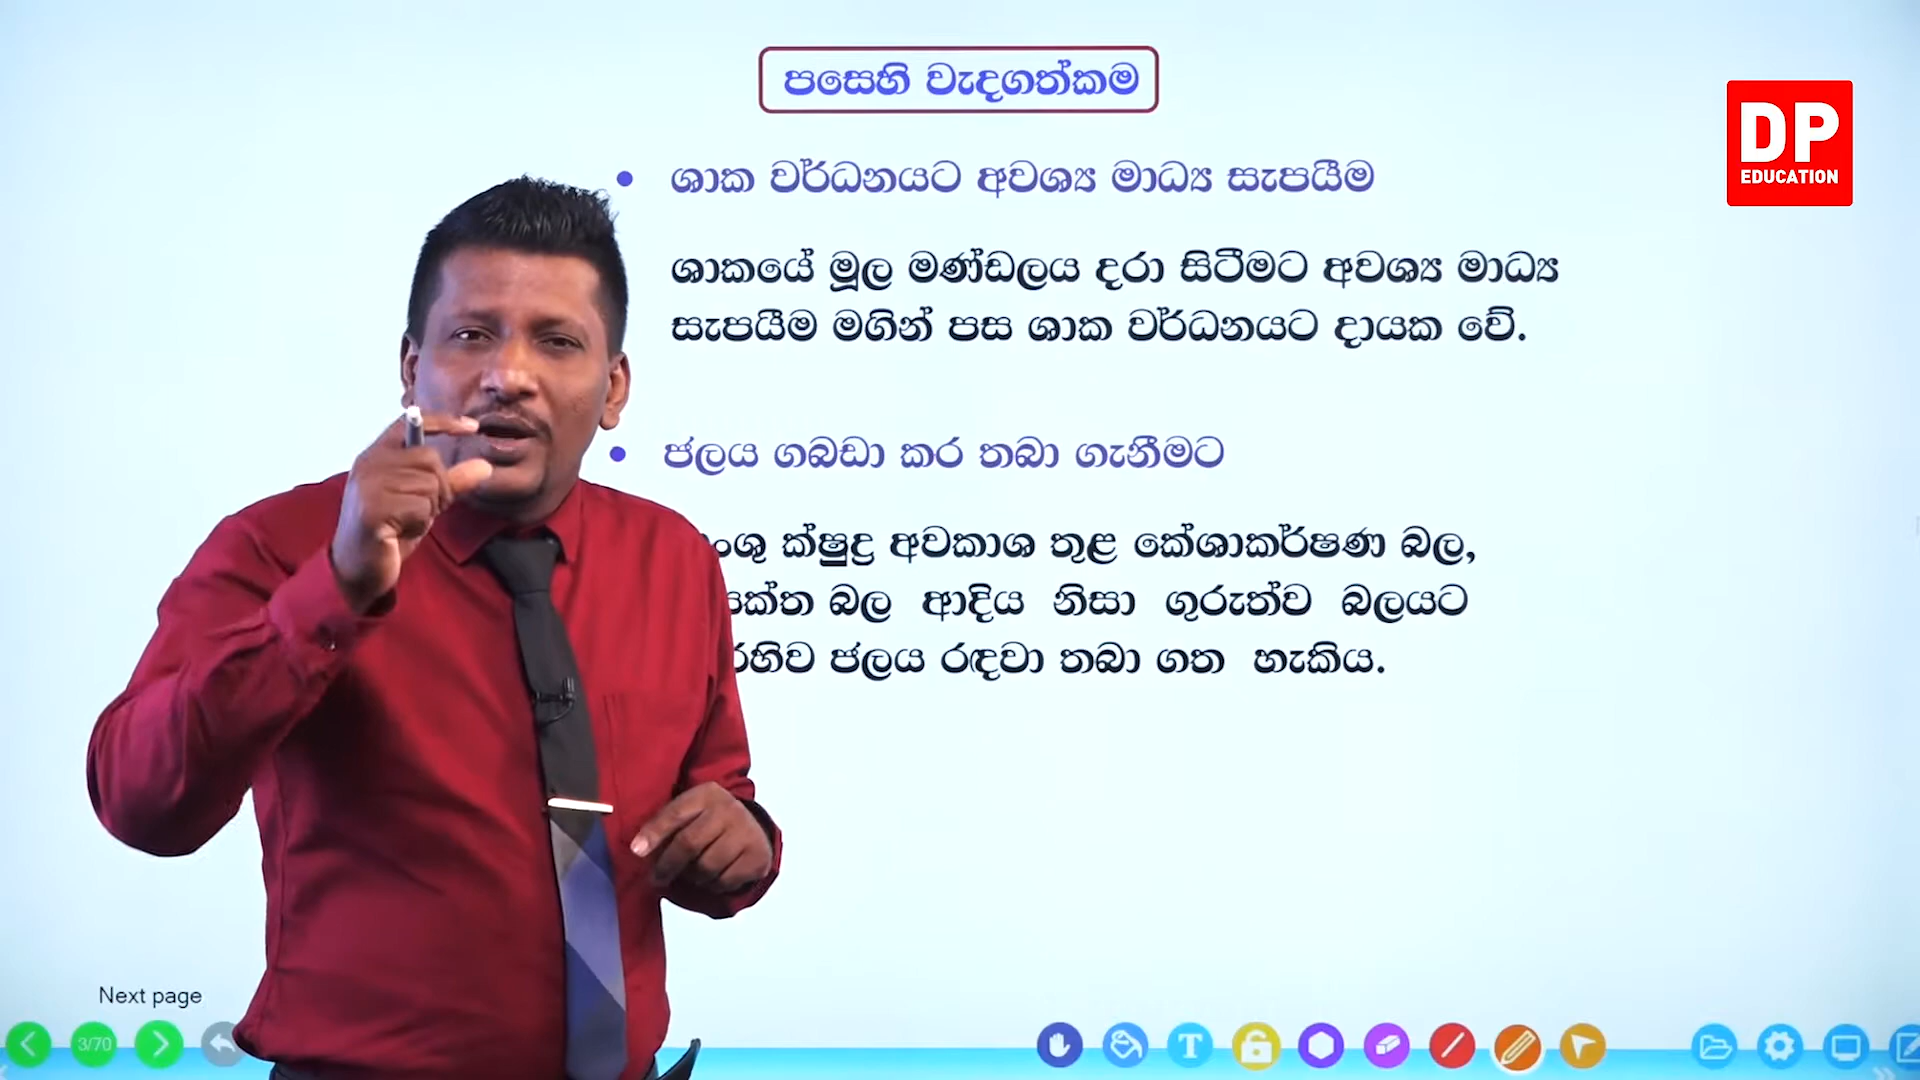 පසෙහි වැදගත්කම
DP
EDUCATION
• ශාක වර්ධනයට අවශ්‍ය මාධ්‍ය සැපයීම
ශාකයේ මූල මණ්ඩලය දරා සිටීමට අවශ්‍ය මාධ්‍ය
සැපයීම මගින් පස ශාක වර්ධනයට දායක වේ.
• ජලය ගබඩා කර තබා ගැනීමට
ක්ෂුද්‍ර අවකාශ තුළ කේශාකර්ෂණ බල,
බල ආදිය නිසා ගුරුත්ව බලයට
ජලය රඳවා තබා ගත හැකිය.
Next page
3/70
T